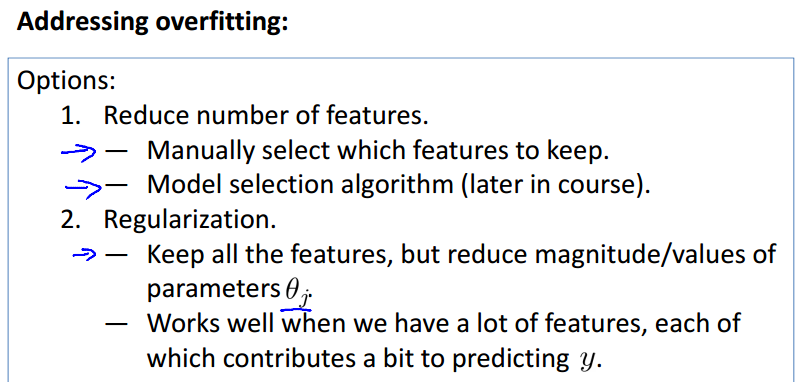 Addressing overfitting:
Options:
1. Reduce number of features.
— Manually select which features to keep.
— Model selection algorithm (later in course).
2. Regularization.
— Keep all the features, but reduce magnitude/values of
parameters θⱼ.
— Works well when we have a lot of features, each of
which contributes a bit to predicting y.